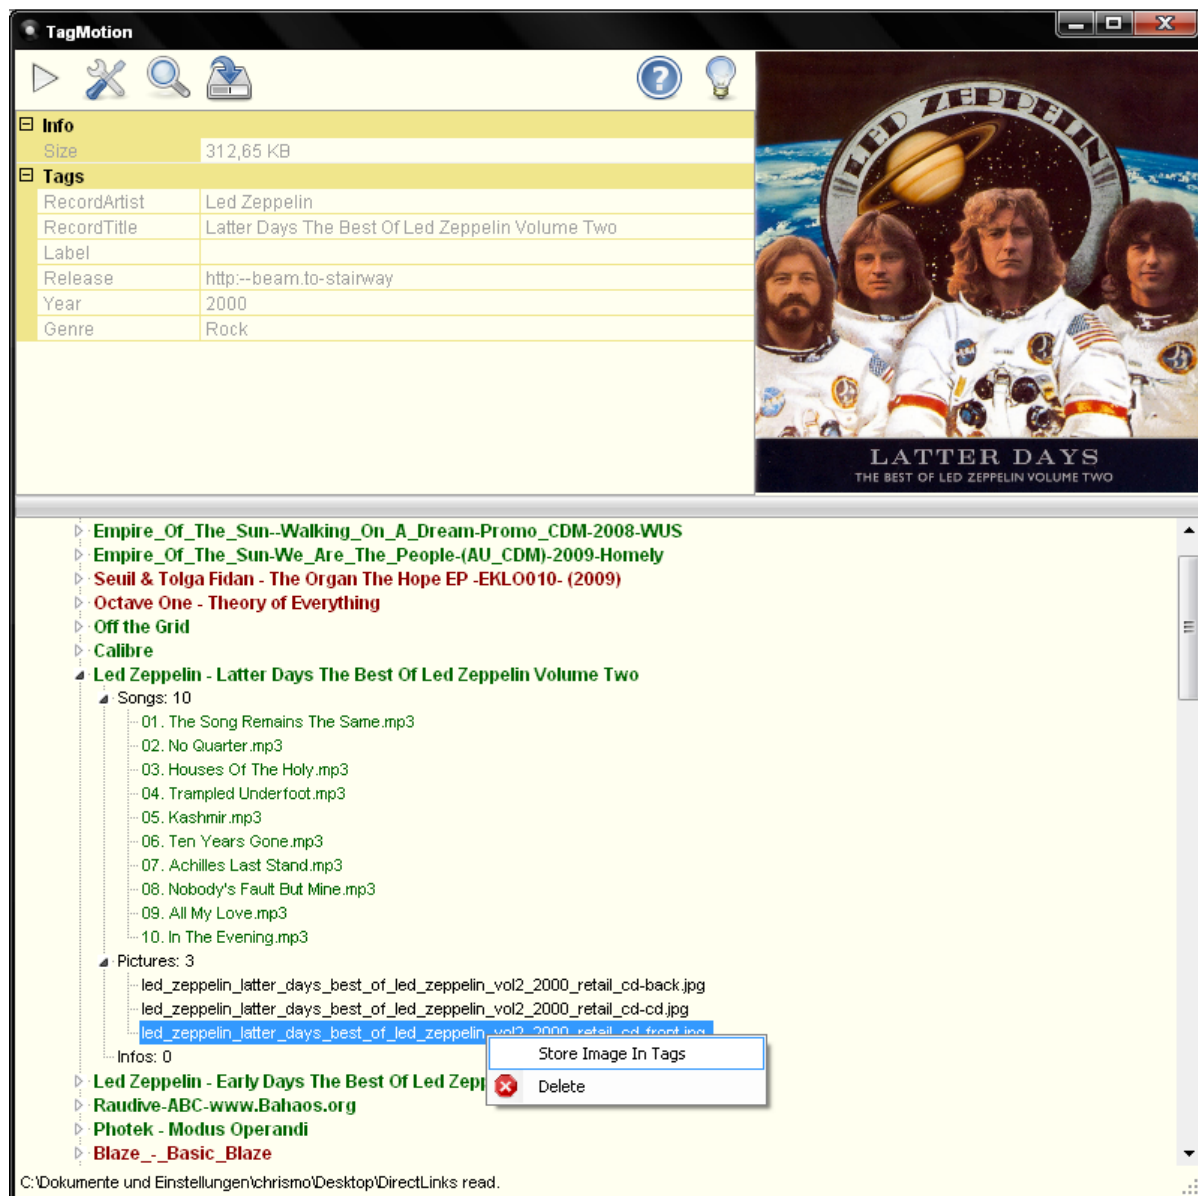 TagMotion
Info
Size 312,65 KB
Tags
RecordArtist Led Zeppelin
RecordTitle Latter Days The Best Of Led Zeppelin Volume Two
Label
Release http:--beam.to-stairway
Year 2000
Genre Rock
LED ZEPPELIN
LATTER DAYS
THE BEST OF LED ZEPPELIN VOLUME TWO
Empire_Of_The_Sun--Walking_On_A_Dream-Promo_CDM-2008-WUS
Empire_Of_The_Sun-We_Are_The_People-(AU_CDM)-2009-Homely
Seuil & Tolga Fidan - The Organ The Hope EP -EKLO010- (2009)
Octave One - Theory of Everything
Off the Grid
Calibre
Led Zeppelin - Latter Days The Best Of Led Zeppelin Volume Two
Songs: 10
01. The Song Remains The Same.mp3
02. No Quarter.mp3
03. Houses Of The Holy.mp3
04. Trampled Underfoot.mp3
05. Kashmir.mp3
06. Ten Years Gone.mp3
07. Achilles Last Stand.mp3
08. Nobody's Fault But Mine.mp3
09. All My Love.mp3
10. In The Evening.mp3
Pictures: 3
led_zeppelin_latter_days_best_of_led_zeppelin_vol2_2000_retail_cd-back.jpg
led_zeppelin_latter_days_best_of_led_zeppelin_vol2_2000_retail_cd-cd.jpg
led_zeppelin_latter_days_best_of_led_zeppelin_vol2_2000_retail_cd-front.jpg
Store Image In Tags
Infos: 0
Led Zeppelin - Early Days The Best Of Led Zepp
Delete
Raudive-ABC-www.Bahaos.org
Photek - Modus Operandi
Blaze_-_Basic_Blaze
C:\Dokumente und Einstellungen\chrismo\Desktop\DirectLinks read.